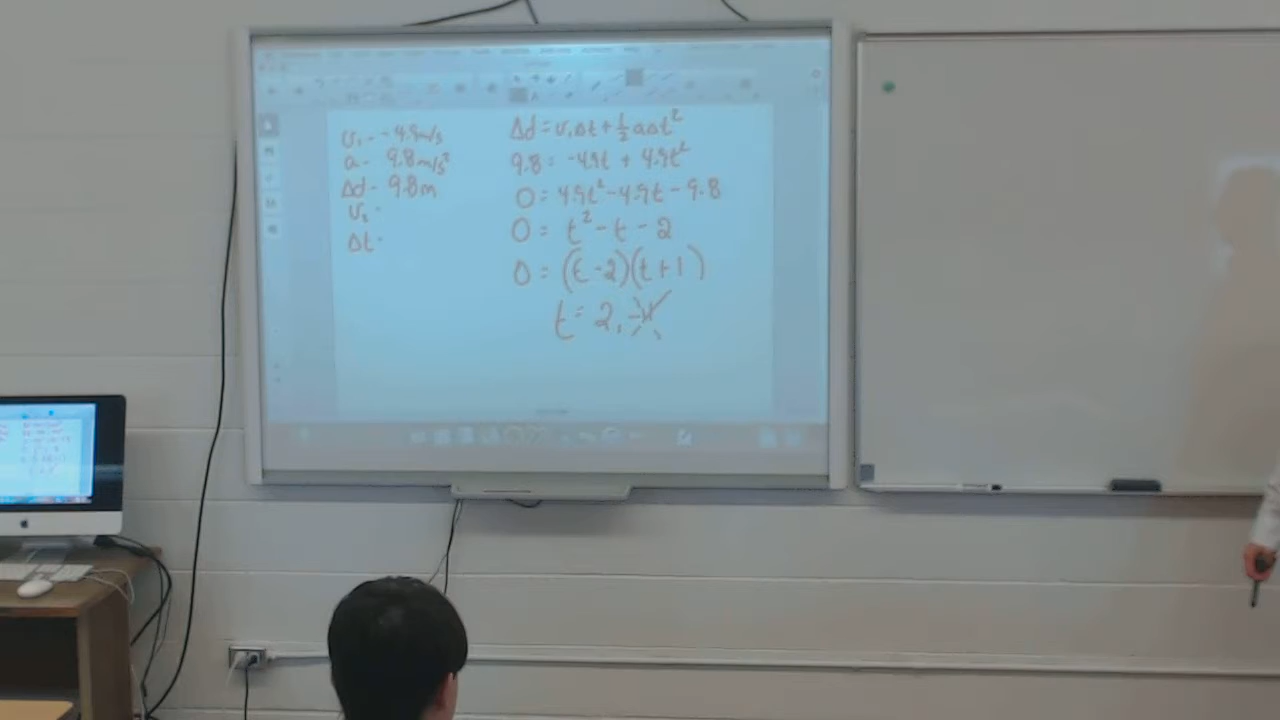 v₁ - -4.9m/s
a - 9.8m/s²
Δd - 9.8m
v₂ -
Δt -
Δd = v₁Δt + ½aΔt²
9.8 = -4.9t + 4.9t²
0 = 4.9t² - 4.9t - 9.8
0 = t² - t - 2
0 = (t - 2)(t + 1)
t = 2, -1